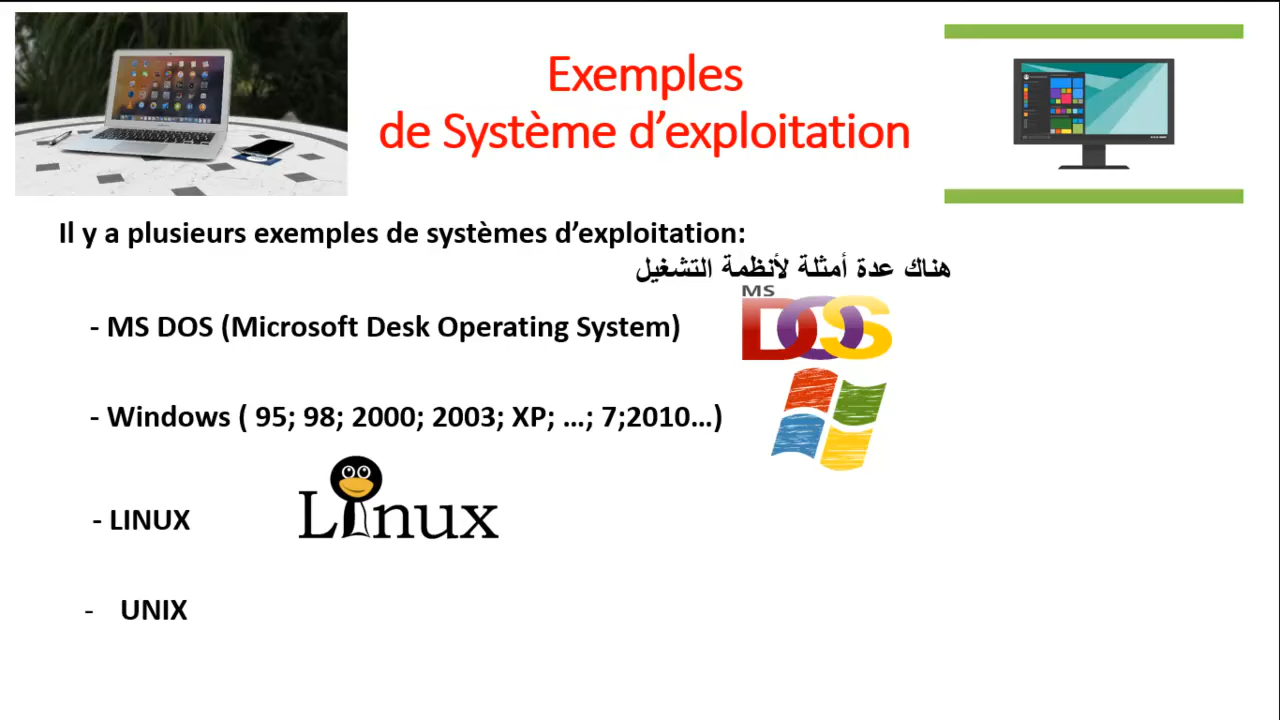 Exemples
de Système d’exploitation
Il y a plusieurs exemples de systèmes d’exploitation:
هناك عدة أمثلة لأنظمة التشغيل
- MS DOS (Microsoft Desk Operating System)
MS
DOS
- Windows ( 95; 98; 2000; 2003; XP; …; 7;2010…)
- LINUX
Linux
- UNIX